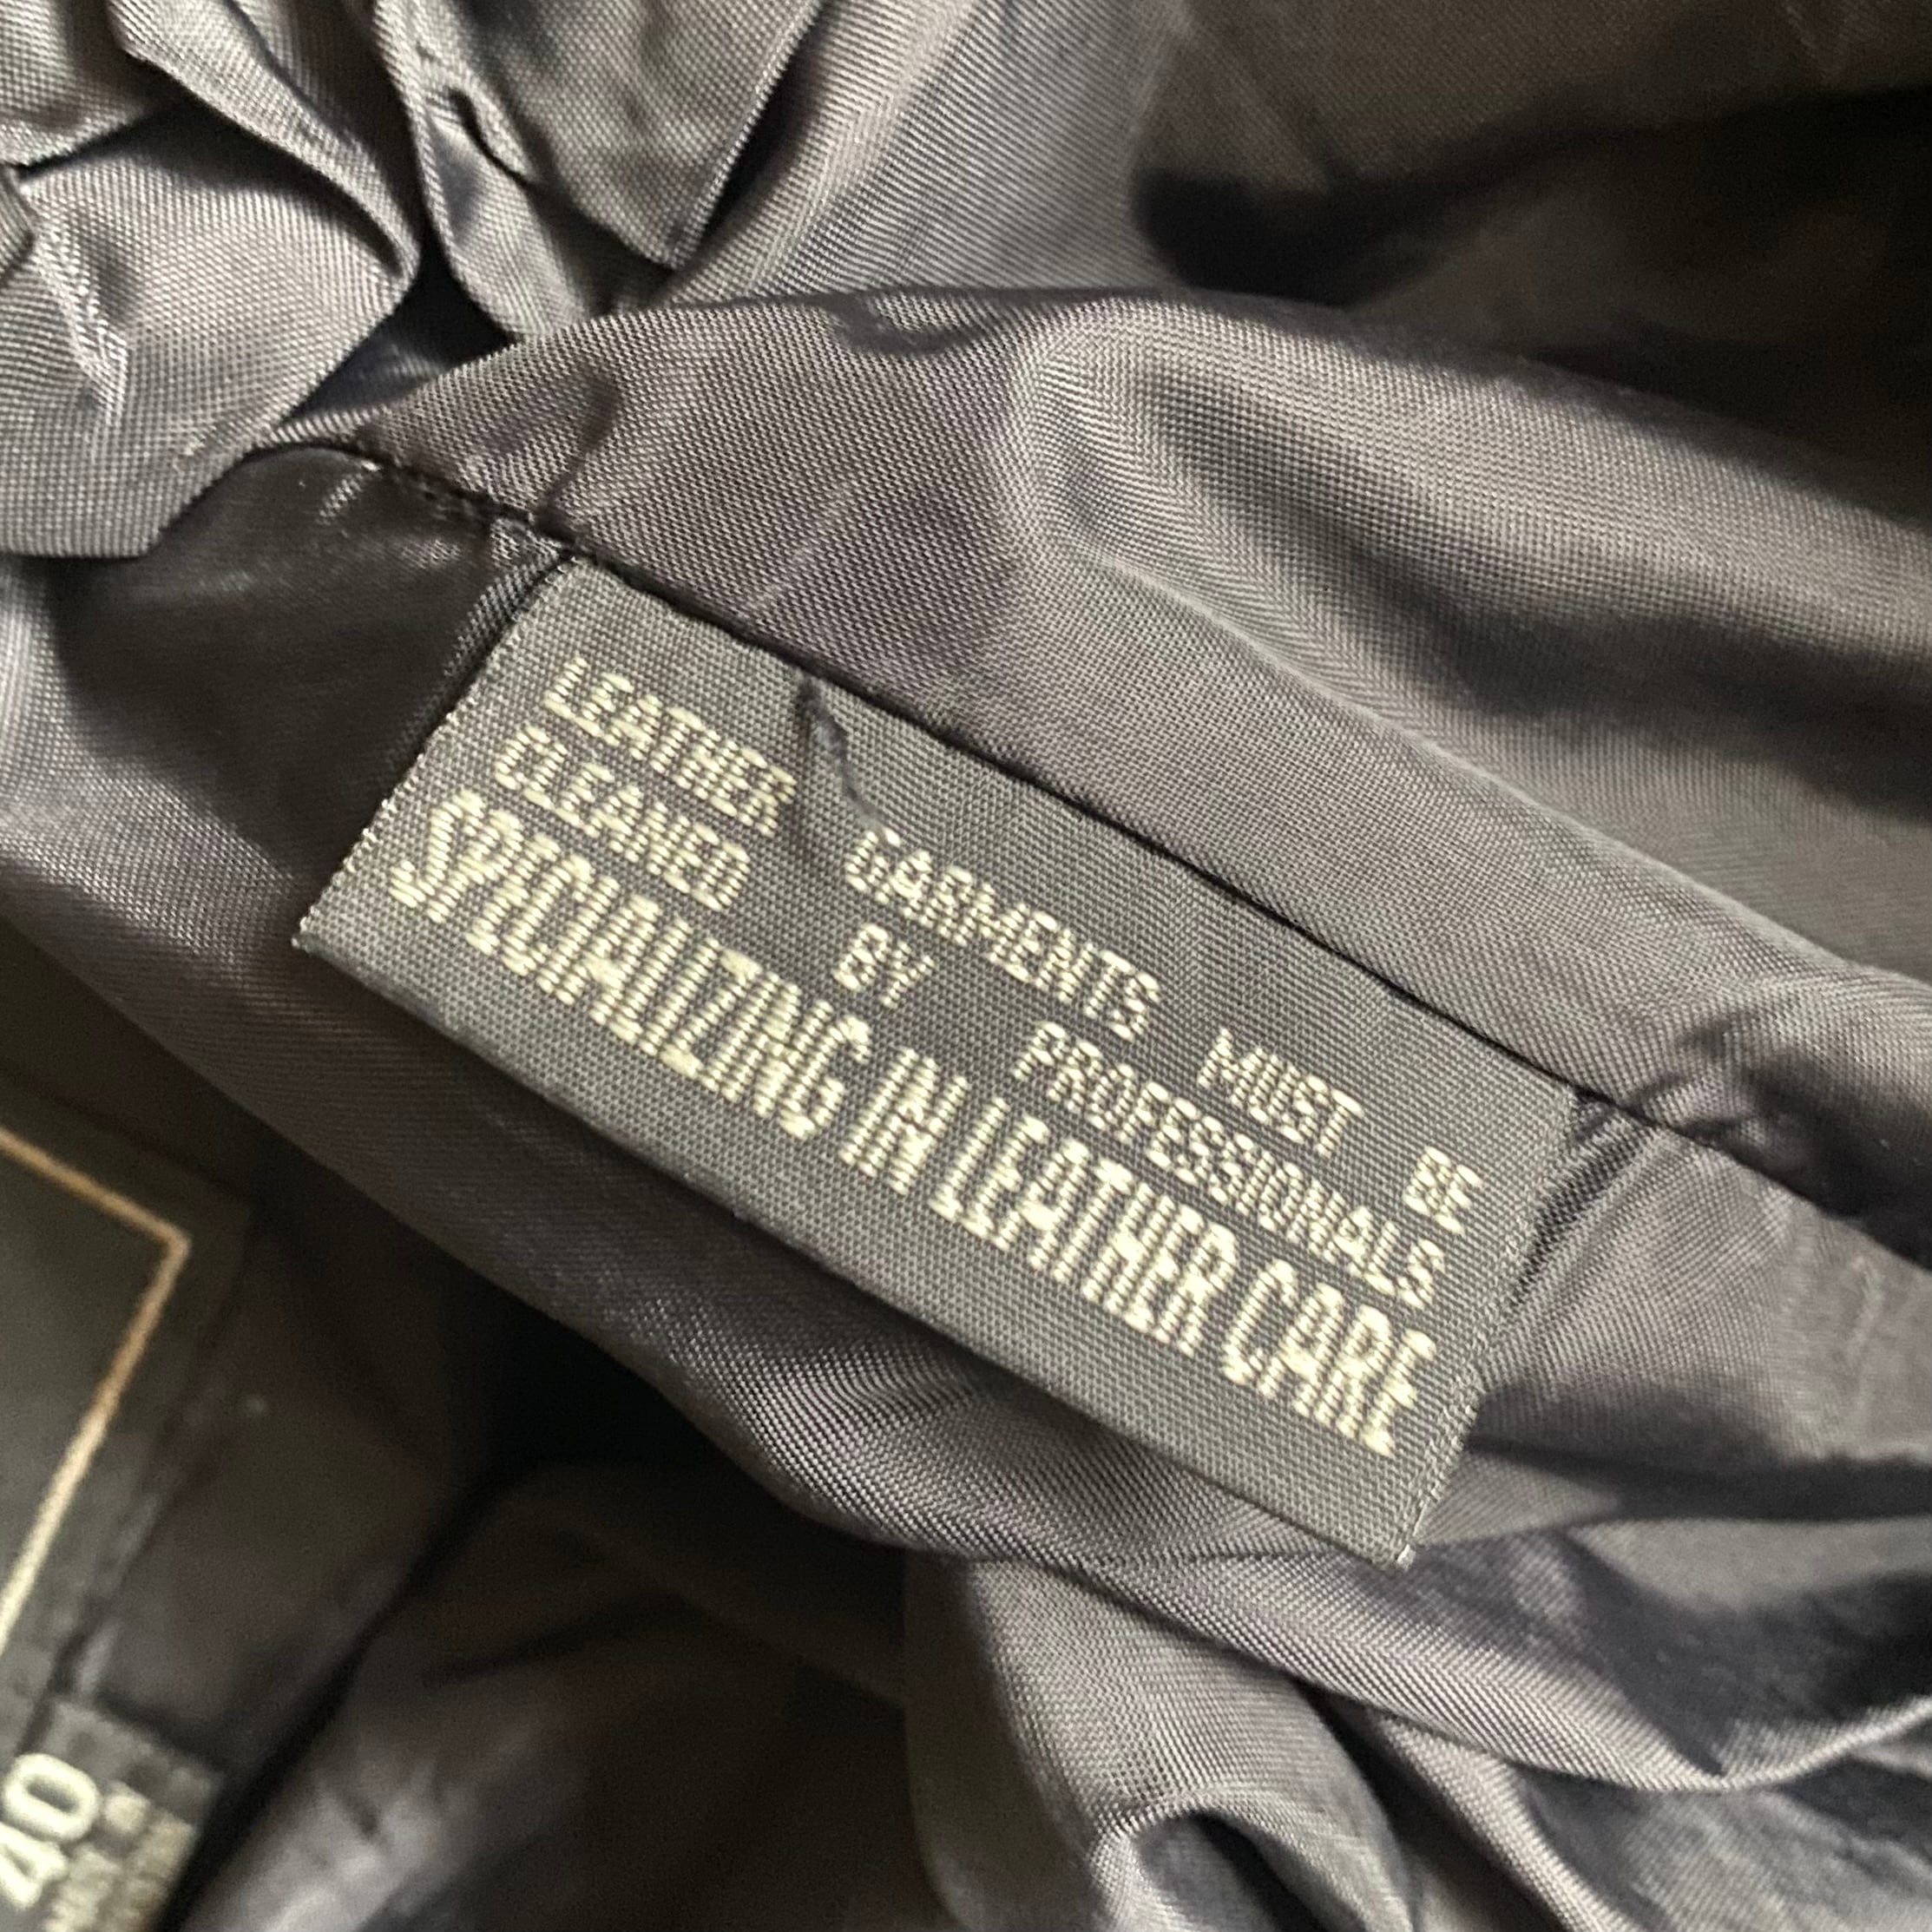 LEATHER GARMENTS MUST BE
CLEANED BY PROFESSIONALS
SPECIALIZING IN LEATHER CARE
40